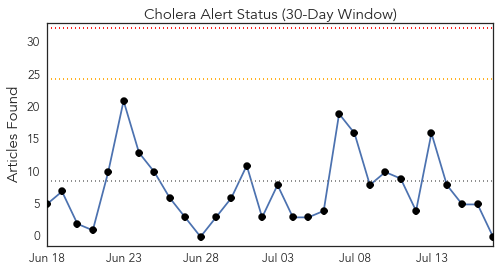 Cholera Alert Status (30-Day Window)
Articles Found
30
25
20
15
10
5
0
Jun 18 Jun 23 Jun 28 Jul 03 Jul 08 Jul 13